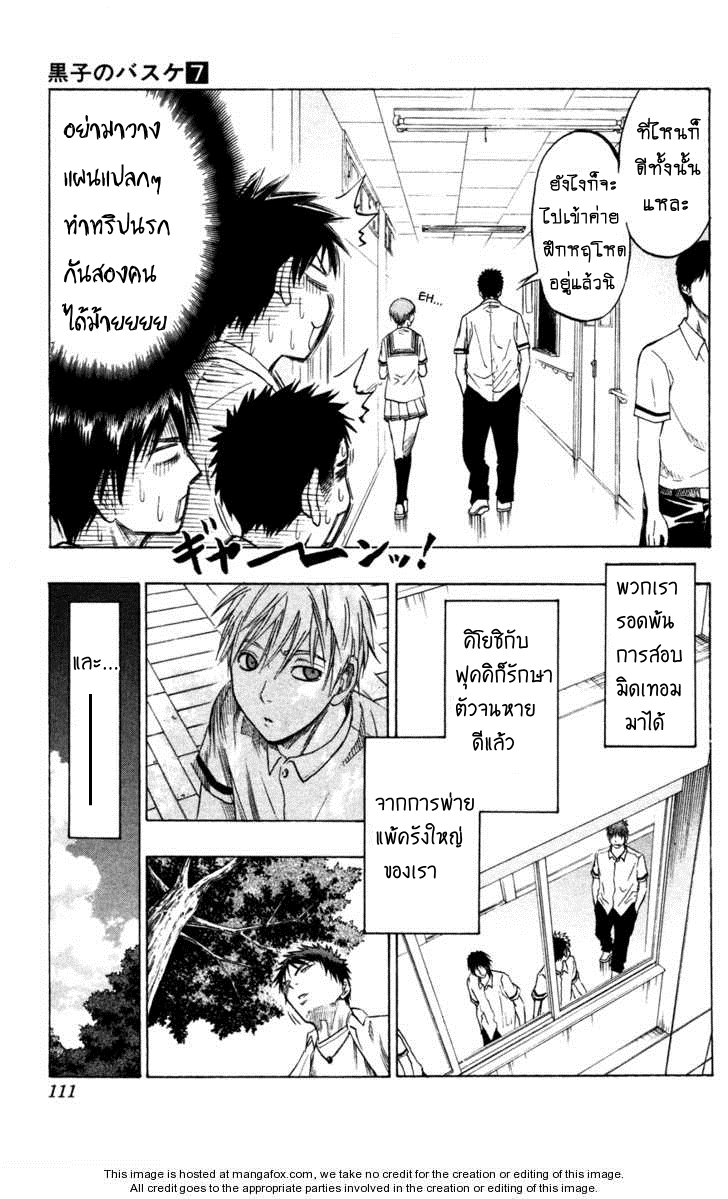 黒子のバスケ7
ที่ไหนก็
ดีทั้งนั้น
แหละ
ยังไงก็จะ
ไปเข้าค่าย
ฝึกหฤโหด
อยู่แล้วนิ
EH...
อย่ามาวาง
แผนแปลกๆ
ทำทริปนรก
กันสองคน
ได้ม้ายยยย
ギャーンッ!
พวกเรา
รอดพ้น
การสอบ
มิดเทอม
มาได้
คิโยชิกับ
ฟุคคิก็รักษา
ตัวจนหาย
ดีแล้ว
จากการพ่าย
แพ้ครั้งใหญ่
ของเรา
และ...
111
This image is hosted at mangafox.com, we take no credit for the creation or editing of this image.
All credit goes to the appropriate parties involved in the creation and editing of this image.